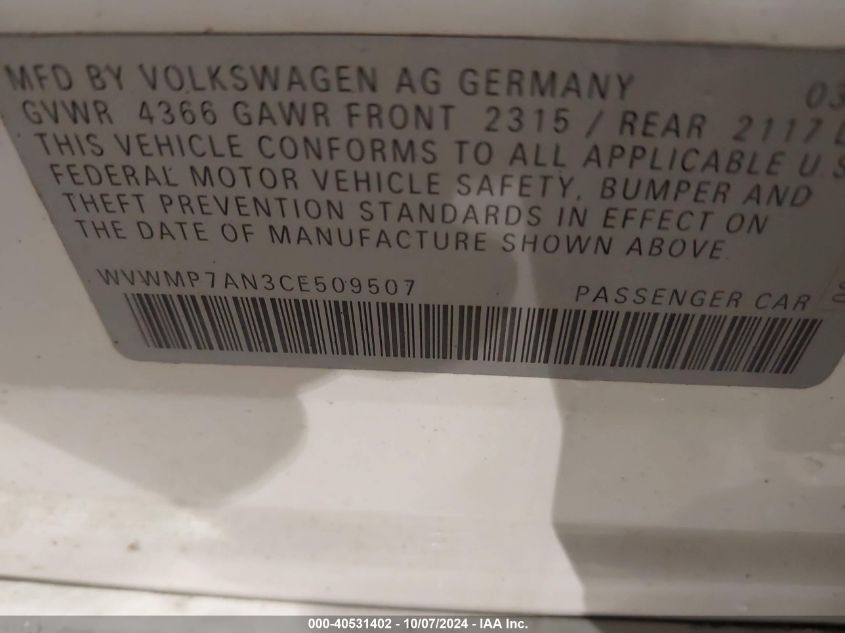 MFD BY VOLKSWAGEN AG GERMANY 03
GVWR 4366 GAWR FRONT 2315 / REAR 2117
THIS VEHICLE CONFORMS TO ALL APPLICABLE U S
FEDERAL MOTOR VEHICLE SAFETY, BUMPER AND
THEFT PREVENTION STANDARDS IN EFFECT ON
THE DATE OF MANUFACTURE SHOWN ABOVE.
WVWMP7AN3CE509507 PASSENGER CAR
000-40531402 - 10/07/2024 - IAA Inc.